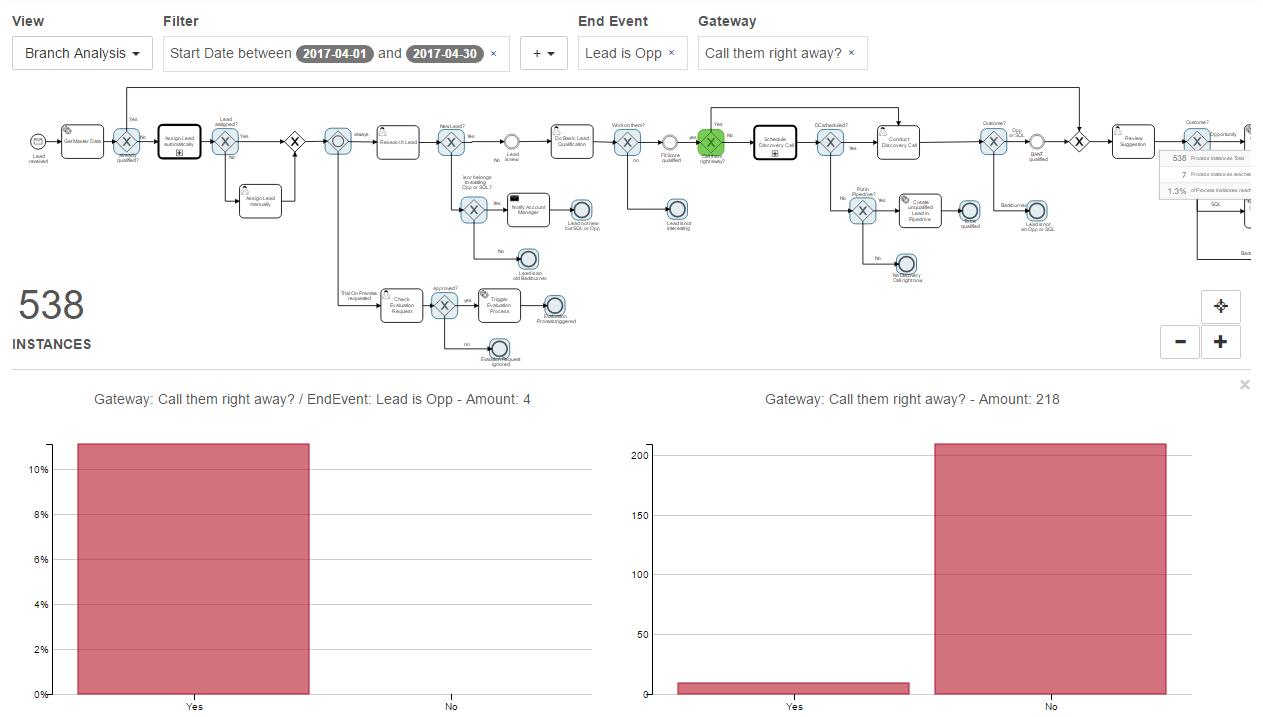 View
Filter
End Event
Gateway
Branch Analysis
Start Date between 2017-04-01 and 2017-04-30 ×
+
Lead is Opp ×
Call them right away? ×
Lead received
Get Master Data
already qualified?
Yes
No
Assign Lead automatically
Lead assigned?
Yes
No
Assign Lead manually
always
Research Lead
New Lead?
Yes
No
Lead is new
Do Basic Lead Qualification
Work on them?
yes
no
Fit Score qualified
Call them right away?
Yes
No
Schedule Discovery Call
DC scheduled?
Yes
No
Conduct Discovery Call
Outcome?
Opp or SQL
BANT qualified
Review Suggestion
Outcome?
Opportunity
538 Process Instances Total
7 Process Instances reached
1.3% of Process Instances reach
SQL
Is or belongs to existing Opp or SQL?
Yes
No
Notify Account Manager
Lead not new but SQL or Opp
Lead is an old Backburner
Lead is not Interesting
Put in Pipedrive?
Yes
No
Create unqualified Lead in Pipedrive
qualified
No Discovery Call right now
Backburner
Lead is not an Opp or SQL
Back
Trial On Premise requested
Check Evaluation Request
Approved?
yes
no
Trigger Evaluation Process
Evaluation Process triggered
Evaluation Request ignored
538
INSTANCES
−
+
×
Gateway: Call them right away? / EndEvent: Lead is Opp - Amount: 4
10%
8%
6%
4%
2%
0%
Yes
No
Gateway: Call them right away? - Amount: 218
200
150
100
50
0
Yes
No